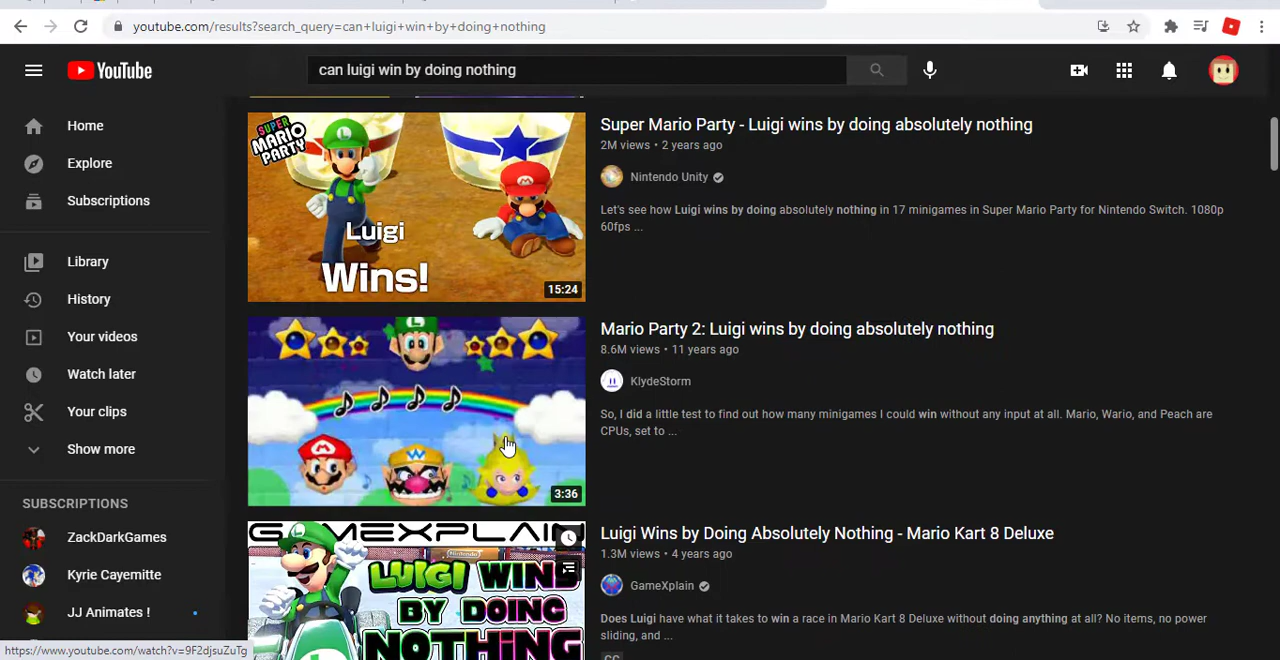 youtube.com/results?search_query=can+luigi+win+by+doing+nothing
YouTube
can luigi win by doing nothing
Home
Explore
Subscriptions
Library
History
Your videos
Watch later
Your clips
Show more
SUBSCRIPTIONS
ZackDarkGames
Kyrie Cayemitte
JJ Animates !
SUPER
MARIO
PARTY
Luigi
Wins!
15:24
Super Mario Party - Luigi wins by doing absolutely nothing
2M views • 2 years ago
Nintendo Unity
Let's see how Luigi wins by doing absolutely nothing in 17 minigames in Super Mario Party for Nintendo Switch. 1080p
60fps ...
3:36
Mario Party 2: Luigi wins by doing absolutely nothing
8.6M views • 11 years ago
KlydeStorm
So, I did a little test to find out how many minigames I could win without any input at all. Mario, Wario, and Peach are
CPUs, set to ...
GAMEXPLAIN
Nintendo
LUIGI WINS
BY DOING
NOTHING
Luigi Wins by Doing Absolutely Nothing - Mario Kart 8 Deluxe
1.3M views • 4 years ago
GameXplain
Does Luigi have what it takes to win a race in Mario Kart 8 Deluxe without doing anything at all? No items, no power
sliding, and ...
https://www.youtube.com/watch?v=9F2djsuZuTg